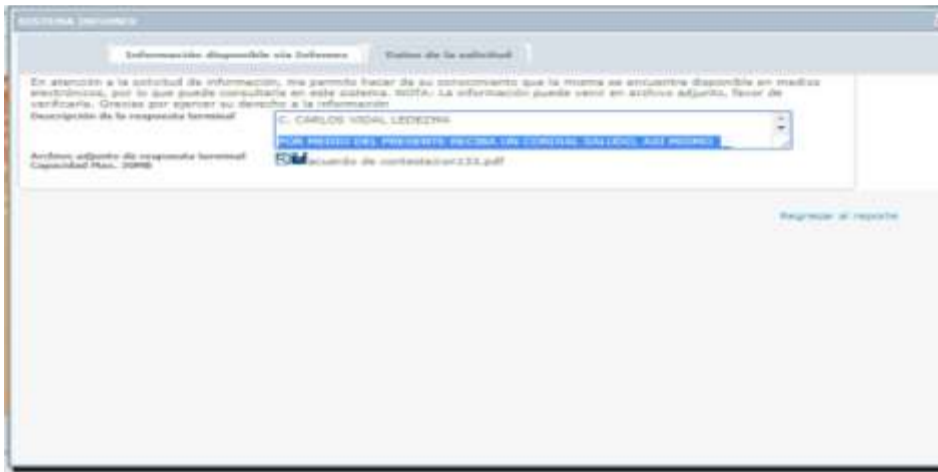 SISTEMA INFOMEX
Información disponible vía Infomex
Datos de la solicitud
En atención a la solicitud de información, me permito hacer de su conocimiento que la misma se encuentra disponible en medios
electrónicos, por lo que puede consultarla en este sistema. NOTA: La información puede venir en archivo adjunto, favor de
verificarla. Gracias por ejercer su derecho a la información
Descripción de la respuesta terminal
C. CARLOS VIDAL LEDEZMA
POR MEDIO DEL PRESENTE RECIBA UN CORDIAL SALUDO, ASI MISMO
Archivo adjunto de respuesta terminal
Capacidad Max. 20MB
acuerdo de contestacion133.pdf
Regresar al reporte